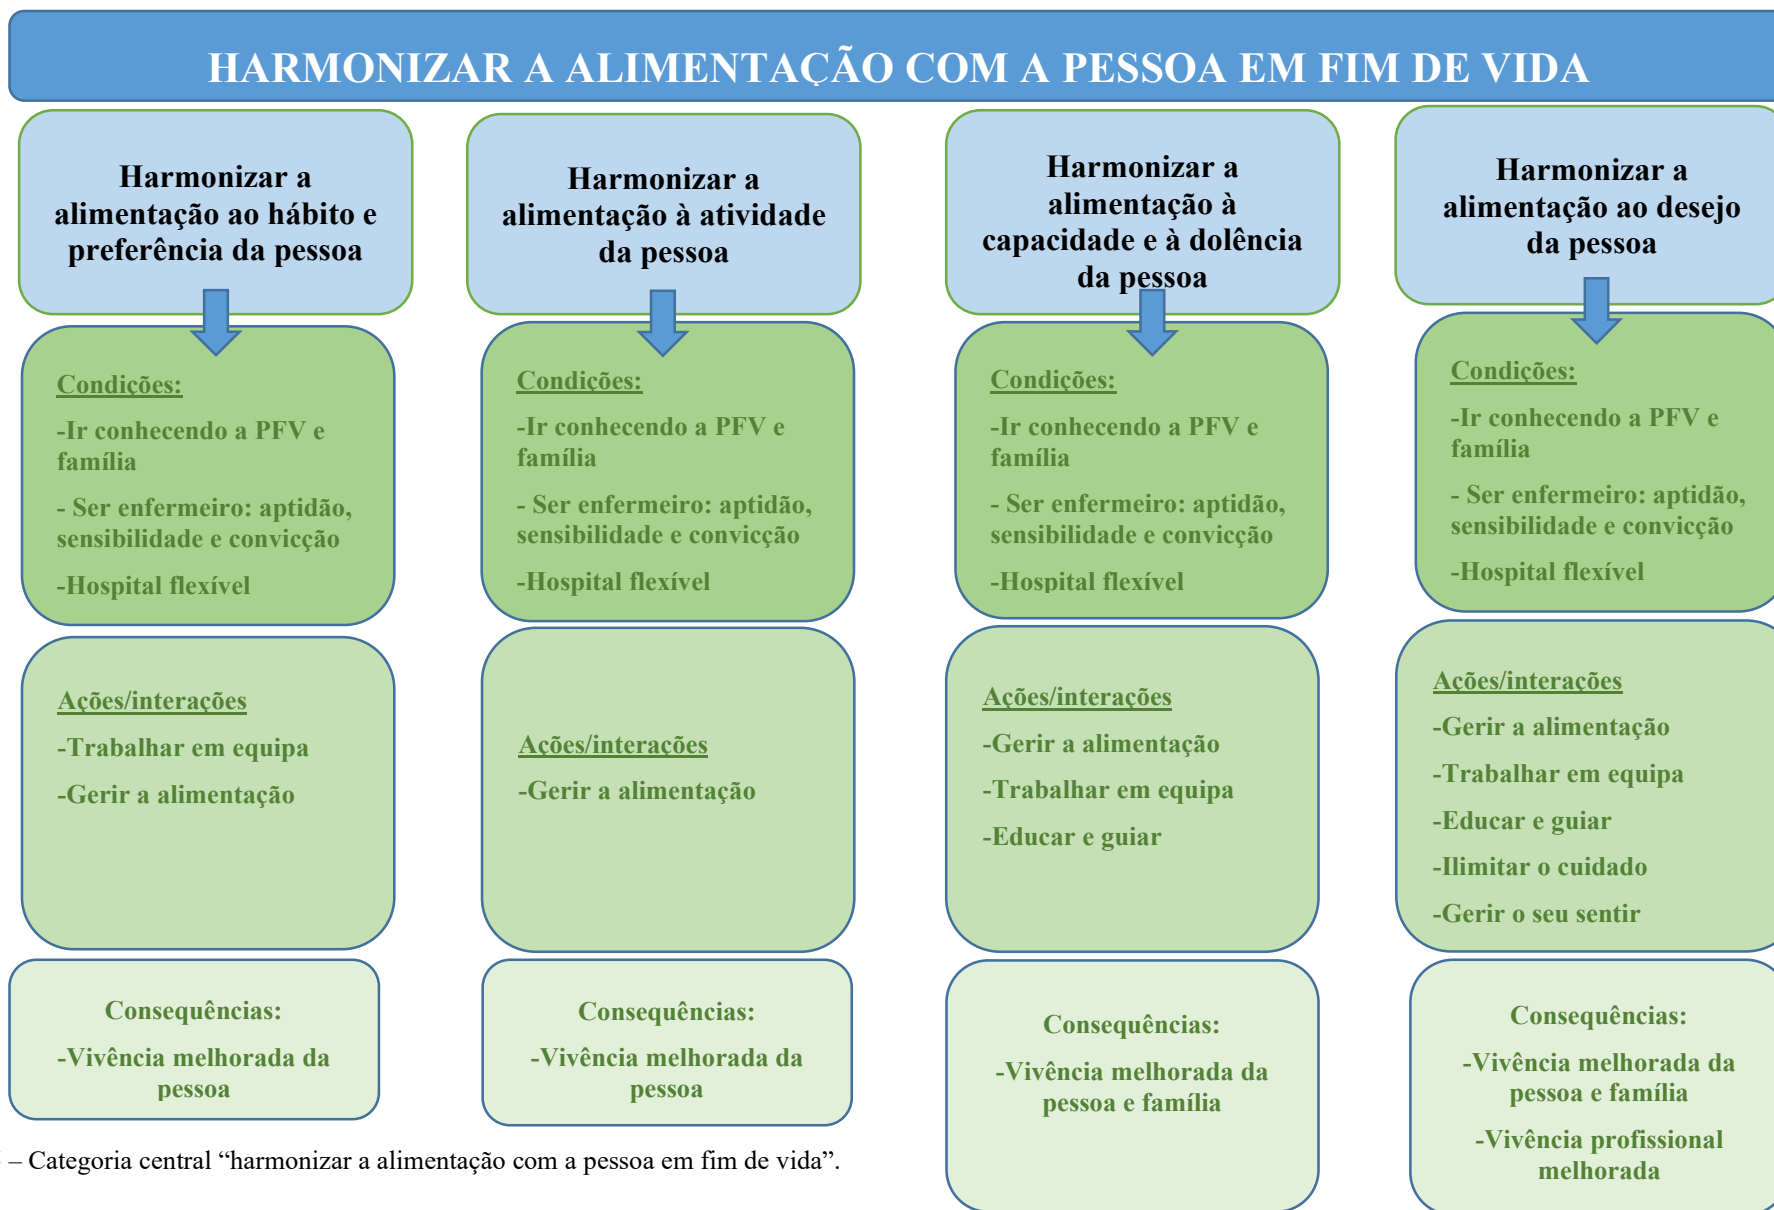 HARMONIZAR A ALIMENTAÇÃO COM A PESSOA EM FIM DE VIDA
Harmonizar a
alimentação ao hábito e
preferência da pessoa
Condições:
-Ir conhecendo a PFV e
família
- Ser enfermeiro: aptidão,
sensibilidade e convicção
-Hospital flexível
Ações/interações
-Trabalhar em equipa
-Gerir a alimentação
Consequências:
-Vivência melhorada da
pessoa
Harmonizar a
alimentação à atividade
da pessoa
Condições:
-Ir conhecendo a PFV e
família
- Ser enfermeiro: aptidão,
sensibilidade e convicção
-Hospital flexível
Ações/interações
-Gerir a alimentação
Consequências:
-Vivência melhorada da
pessoa
Harmonizar a
alimentação à
capacidade e à dolência
da pessoa
Condições:
-Ir conhecendo a PFV e
família
- Ser enfermeiro: aptidão,
sensibilidade e convicção
-Hospital flexível
Ações/interações
-Gerir a alimentação
-Trabalhar em equipa
-Educar e guiar
Consequências:
-Vivência melhorada da
pessoa e família
Harmonizar a
alimentação ao desejo
da pessoa
Condições:
-Ir conhecendo a PFV e
família
- Ser enfermeiro: aptidão,
sensibilidade e convicção
-Hospital flexível
Ações/interações
-Gerir a alimentação
-Trabalhar em equipa
-Educar e guiar
-Ilimitar o cuidado
-Gerir o seu sentir
Consequências:
-Vivência melhorada da
pessoa e família
-Vivência profissional
melhorada
– Categoria central “harmonizar a alimentação com a pessoa em fim de vida”.